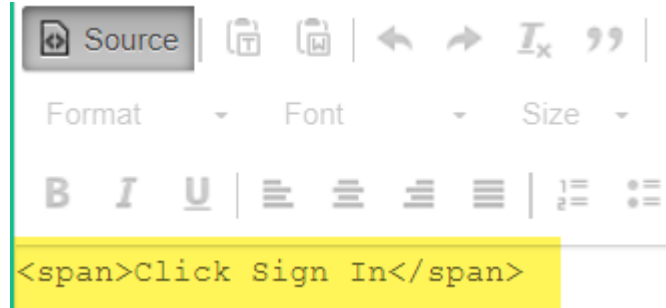 Source
Format Font Size
B I U
<span>Click Sign In</span>